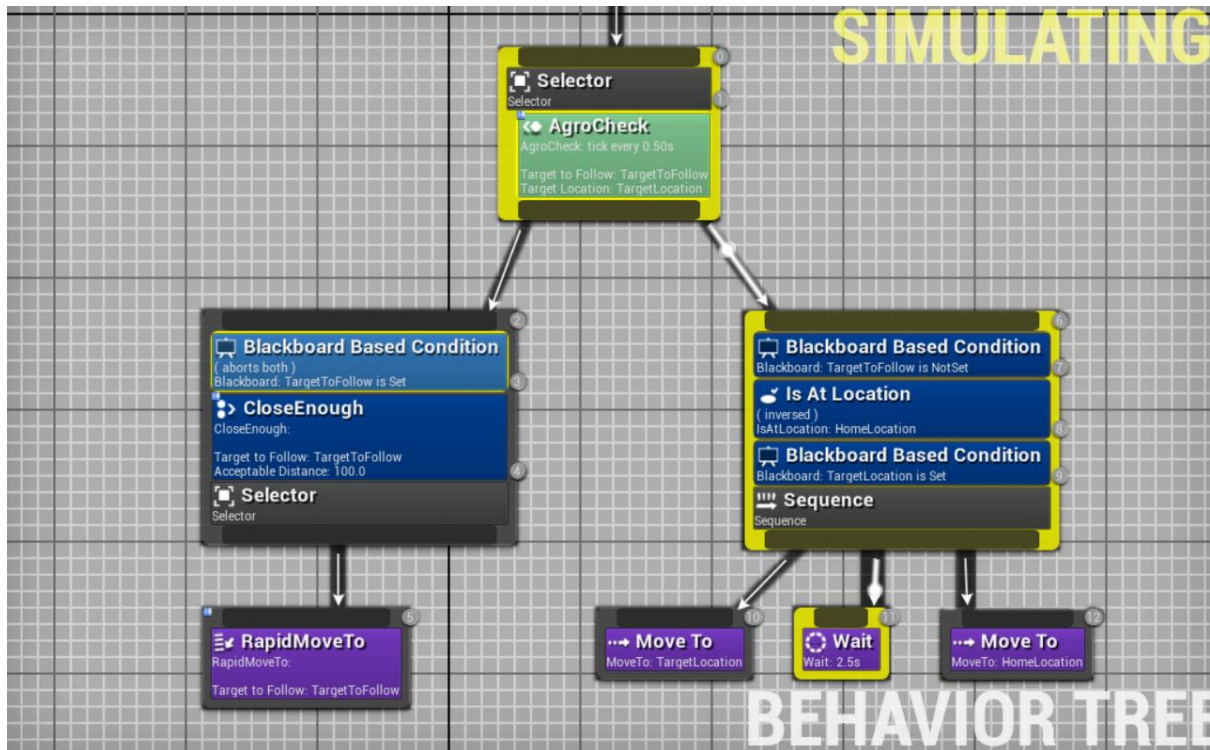 SIMULATING
0
Selector
Selector
1
AgroCheck
AgroCheck: tick every 0.50s
Target to Follow: TargetToFollow
Target Location: TargetLocation
2
Blackboard Based Condition
( aborts both )
Blackboard: TargetToFollow is Set
3
CloseEnough
CloseEnough:
Target to Follow: TargetToFollow
Acceptable Distance: 100.0
4
Selector
Selector
6
Blackboard Based Condition
Blackboard: TargetToFollow is NotSet
7
Is At Location
( inversed )
IsAtLocation: HomeLocation
8
Blackboard Based Condition
Blackboard: TargetLocation is Set
9
Sequence
Sequence
5
RapidMoveTo
RapidMoveTo:
Target to Follow: TargetToFollow
10
Move To
MoveTo: TargetLocation
11
Wait
Wait: 2.5s
12
Move To
MoveTo: HomeLocation
BEHAVIOR TREE